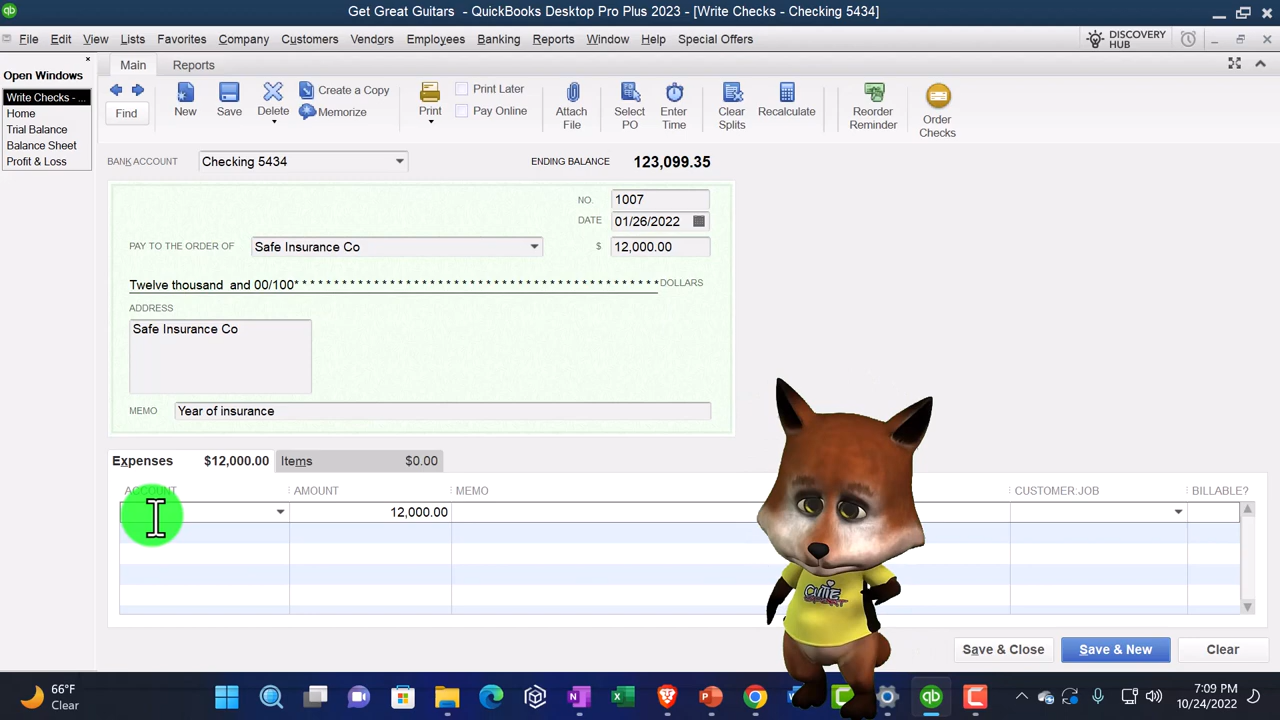 Get Great Guitars - QuickBooks Desktop Pro Plus 2023 - [Write Checks - Checking 5434]
File Edit View Lists Favorites Company Customers Vendors Employees Banking Reports Window Help Special Offers
DISCOVERY HUB
Open Windows
Write Checks - ...
Home
Trial Balance
Balance Sheet
Profit & Loss
Main Reports
Find
New
Save
Delete
Create a Copy
Memorize
Print
Print Later
Pay Online
Attach File
Select PO
Enter Time
Clear Splits
Recalculate
Reorder Reminder
Order Checks
BANK ACCOUNT Checking 5434 ENDING BALANCE 123,099.35
NO. 1007
DATE 01/26/2022
PAY TO THE ORDER OF Safe Insurance Co $ 12,000.00
Twelve thousand and 00/100* * * * * * * * * * * * * * * * * * * * * * * * * * * * * * * * * * * * * * * * * * * * * * DOLLARS
ADDRESS
Safe Insurance Co
MEMO Year of insurance
Expenses $12,000.00 Items $0.00
ACCOUNT AMOUNT MEMO CUSTOMER:JOB BILLABLE?
12,000.00
CUTE
Save & Close Save & New Clear
66°F
Clear
7:09 PM
10/24/2022